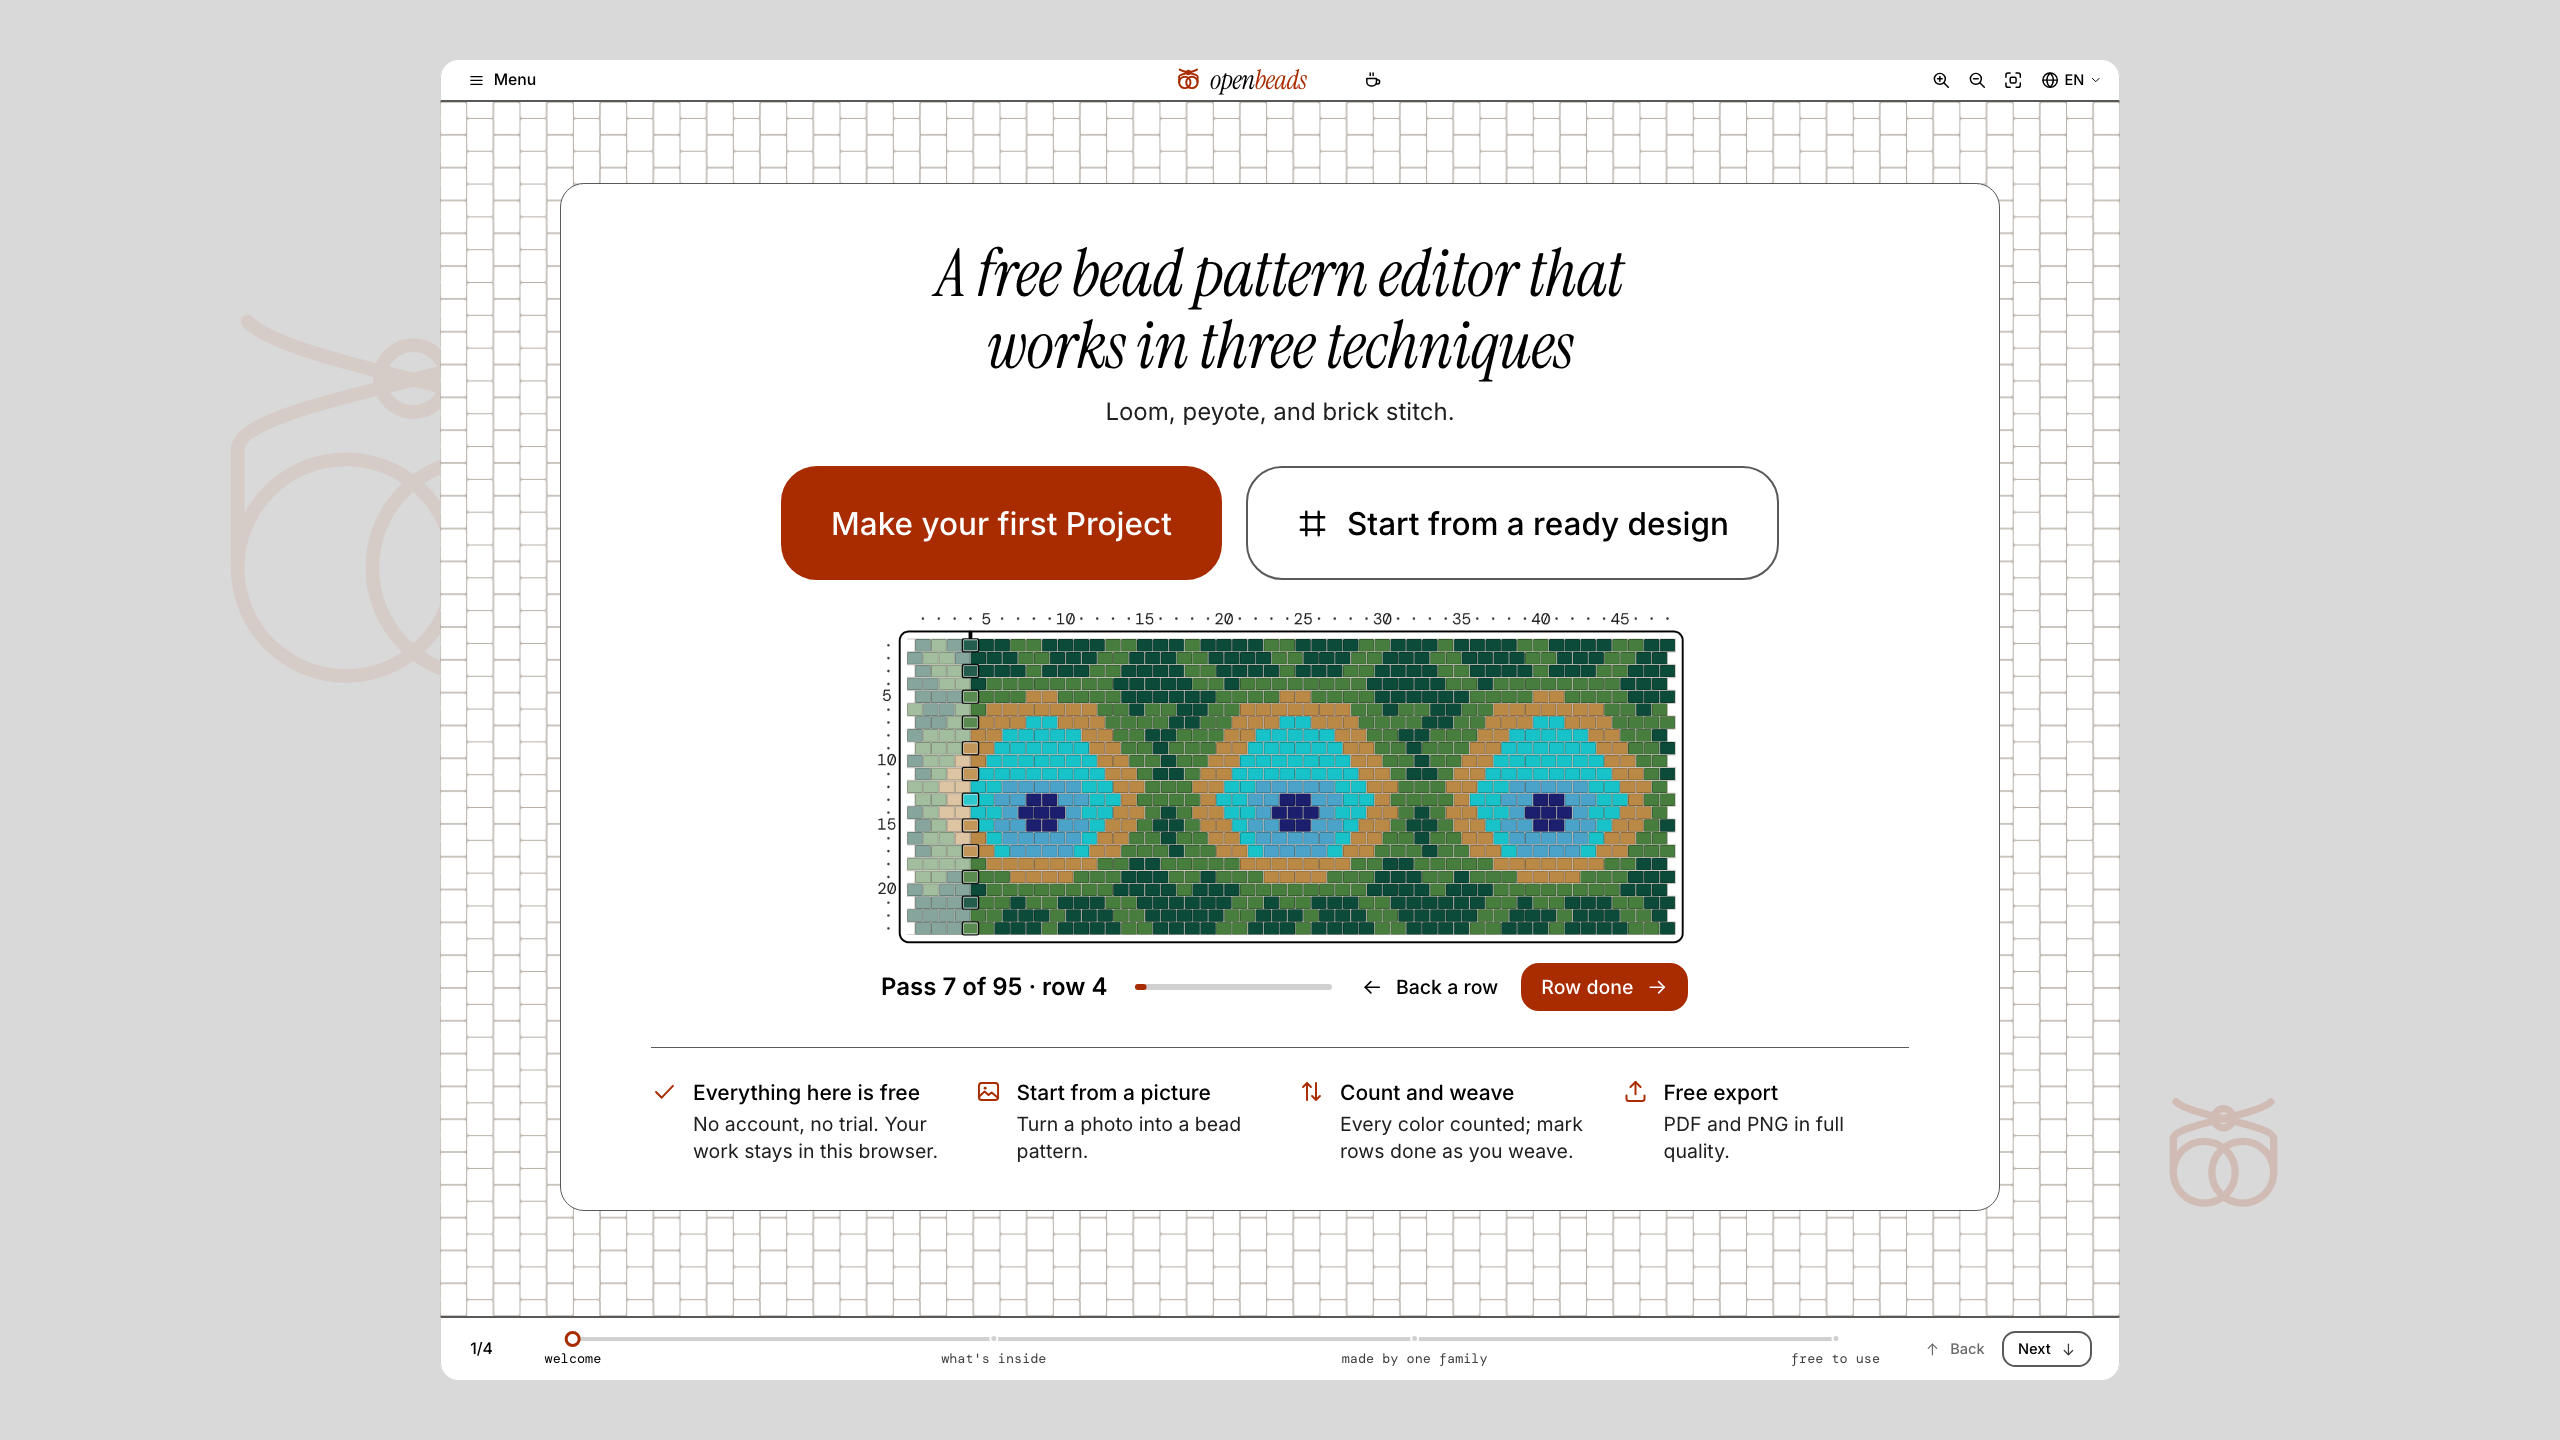 Menu
openbeads
EN
A free bead pattern editor that
works in three techniques
Loom, peyote, and brick stitch.
Make your first Project
Start from a ready design
5 10 15 20 25 30 35 40 45
5
10
15
20
Pass 7 of 95 · row 4
Back a row
Row done
Everything here is free
No account, no trial. Your
work stays in this browser.
Start from a picture
Turn a photo into a bead
pattern.
Count and weave
Every color counted; mark
rows done as you weave.
Free export
PDF and PNG in full
quality.
1/4
welcome
what's inside
made by one family
free to use
Back
Next